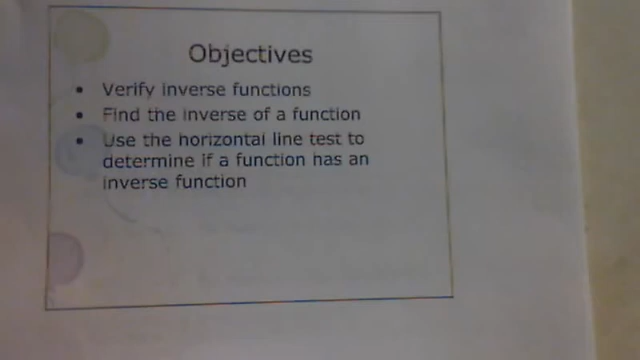 Objectives
• Verify inverse functions
• Find the inverse of a function
• Use the horizontal line test to
determine if a function has an
inverse function